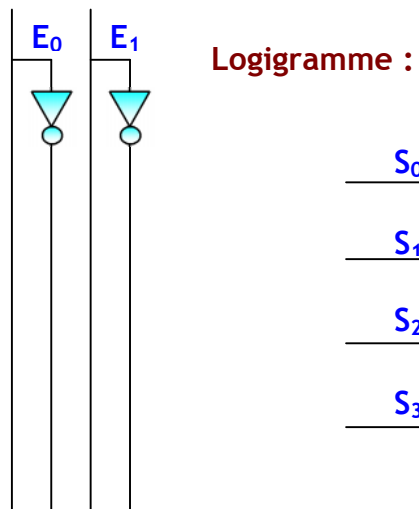 E₀ E₁
Logigramme :
S₀
S₁
S₂
S₃